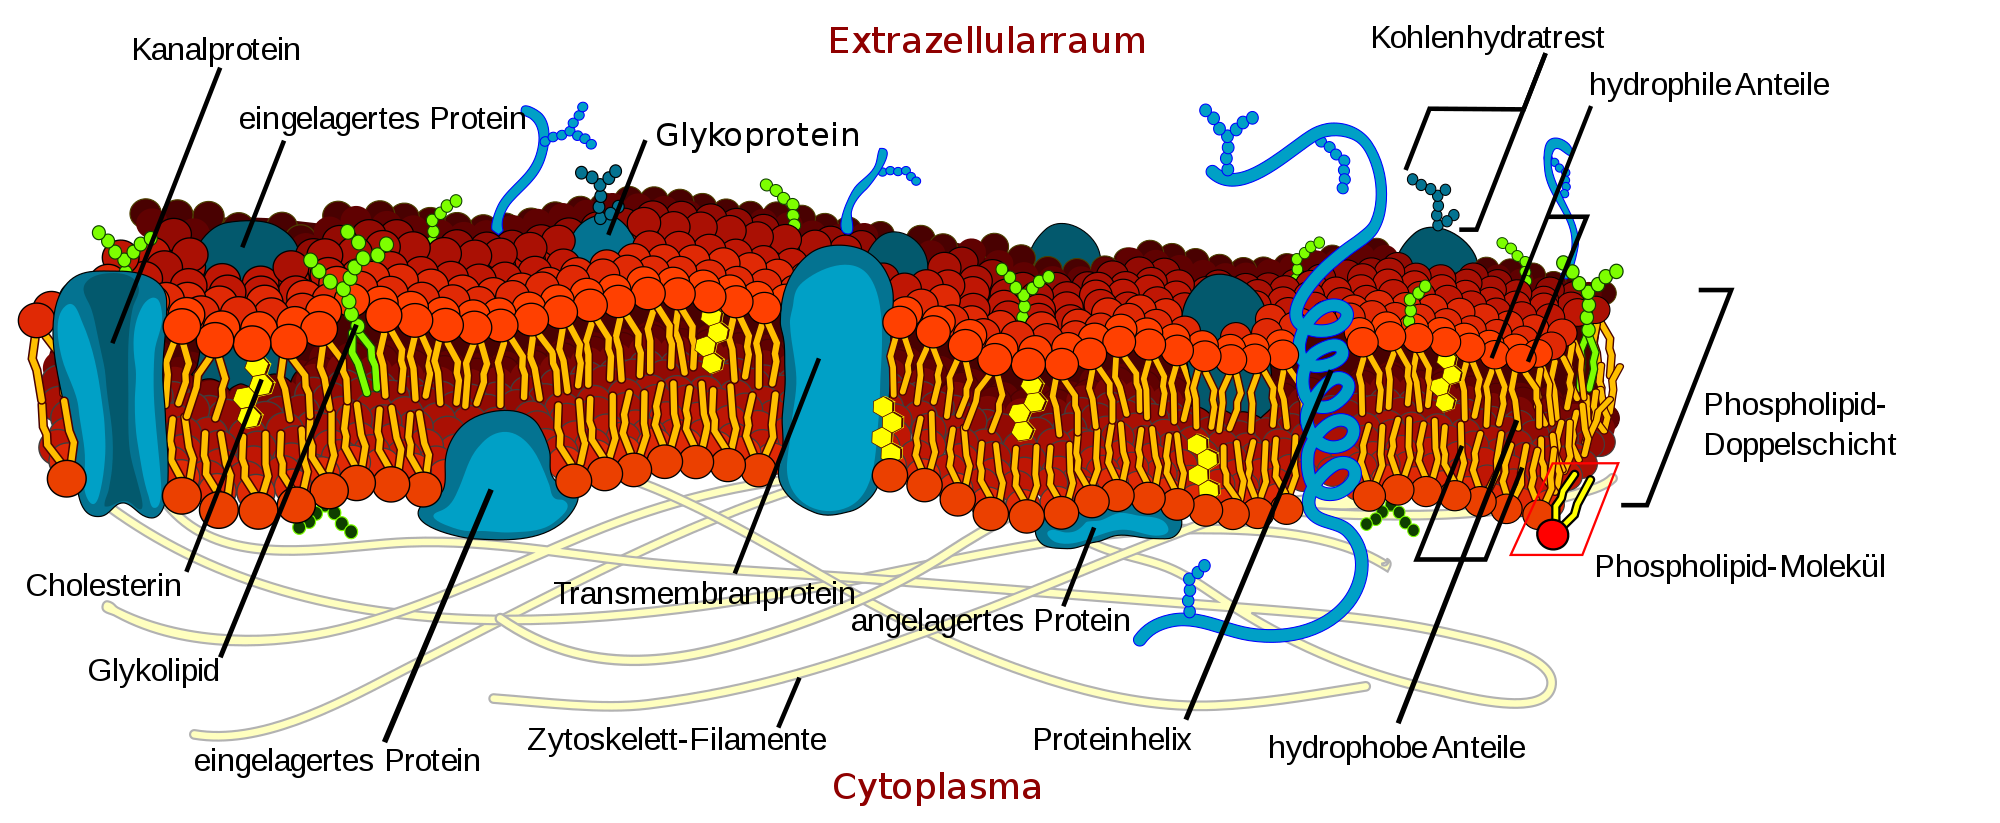 Extrazellularraum
Kohlenhydratrest
Kanalprotein
hydrophile Anteile
eingelagertes Protein
Glykoprotein
Phospholipid-
Doppelschicht
Phospholipid-Molekül
Cholesterin
Transmembranprotein
angelagertes Protein
Glykolipid
Zytoskelett-Filamente
Proteinhelix
hydrophobe Anteile
eingelagertes Protein
Cytoplasma